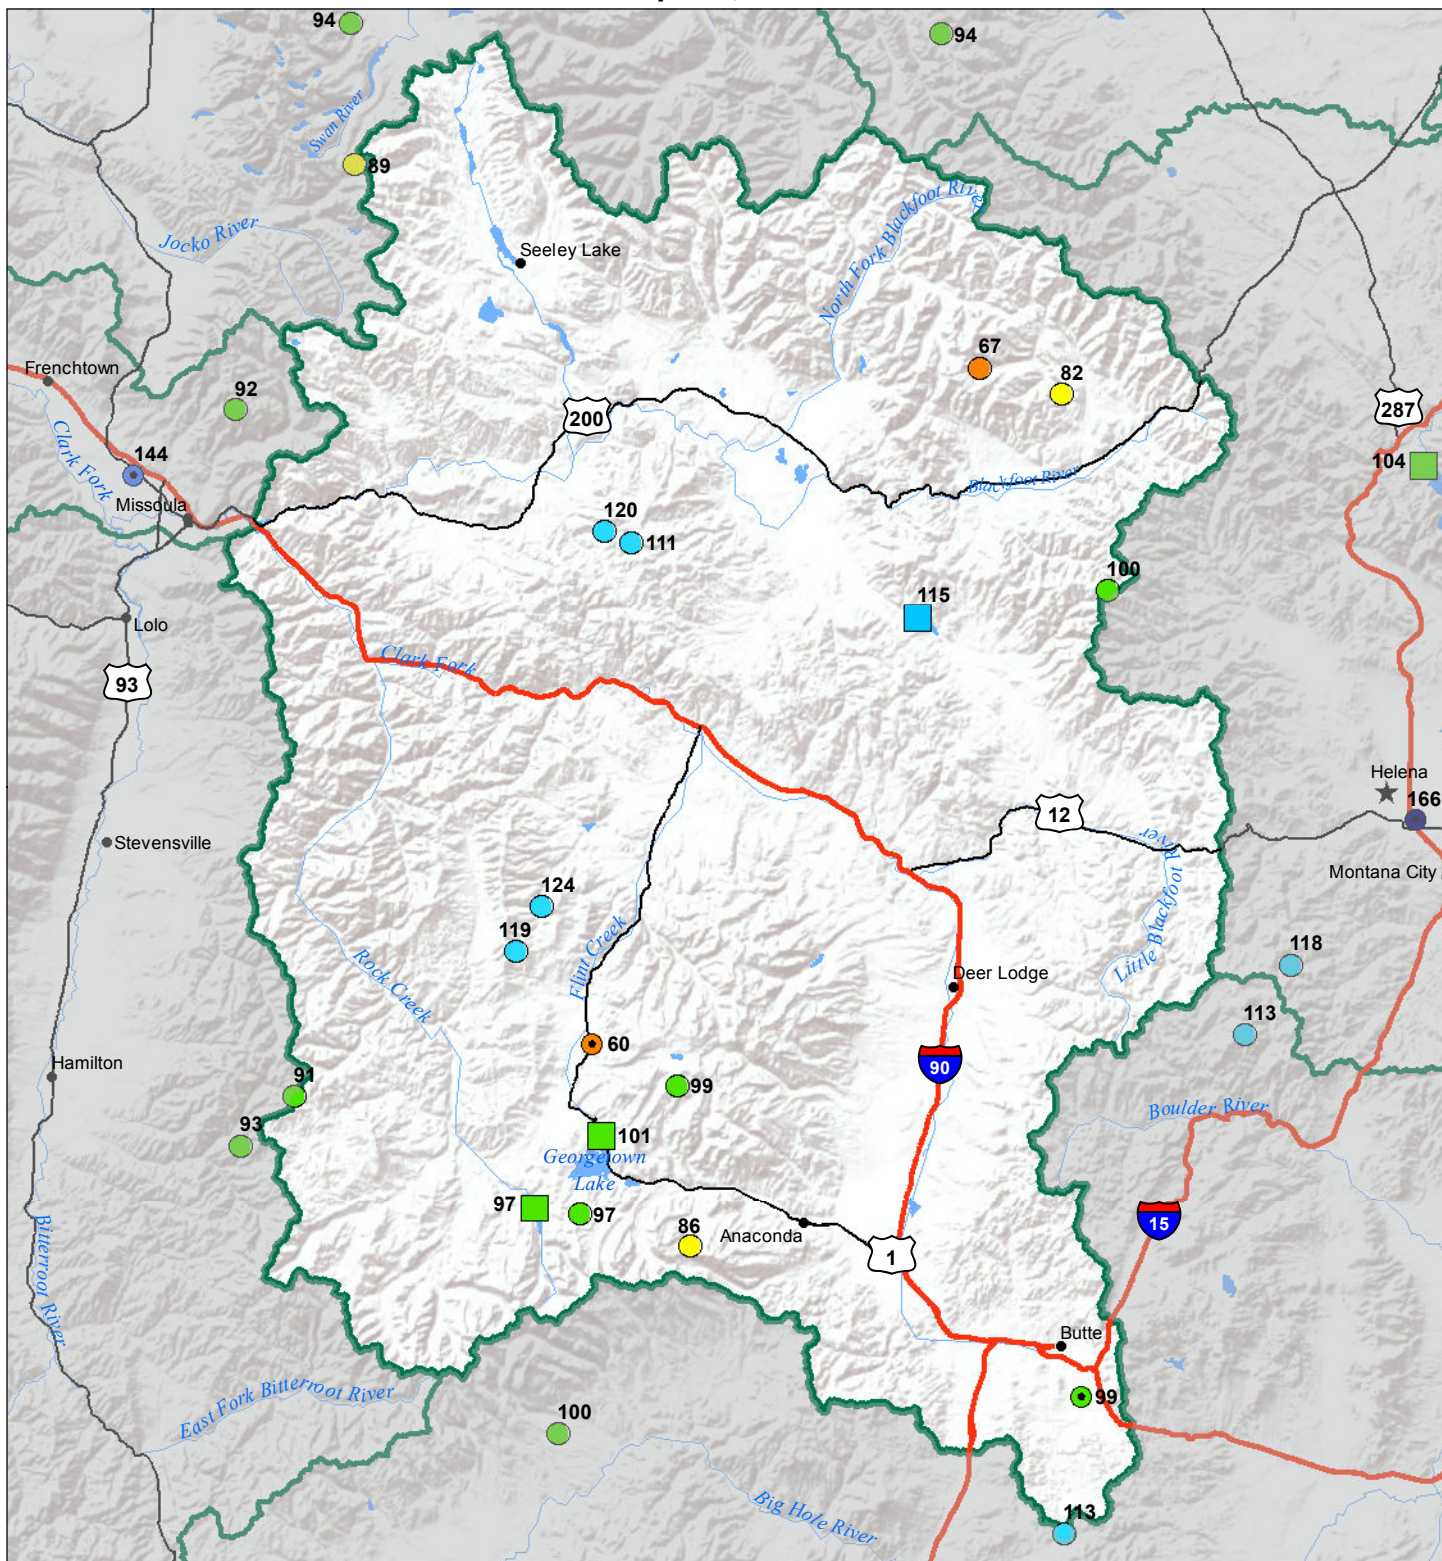 94
94
Swan River
89
Jocko River
Seeley Lake
North Fork Blackfoot River
67
82
Frenchtown
92
200
287
Clark Fork
144
104
Blackfoot River
Missoula
120
111
100
115
Lolo
Clark Fork
93
Helena
166
12
Stevensville
Montana City
Little Blackfoot River
124
119
Flint Creek
Rock Creek
118
Deer Lodge
113
60
90
Hamilton
99
91
Boulder River
93
101
Georgetown
Lake
97
97
86
Anaconda
15
1
Bitterroot River
Butte
East Fork Bitterroot River
99
100
Big Hole River
113